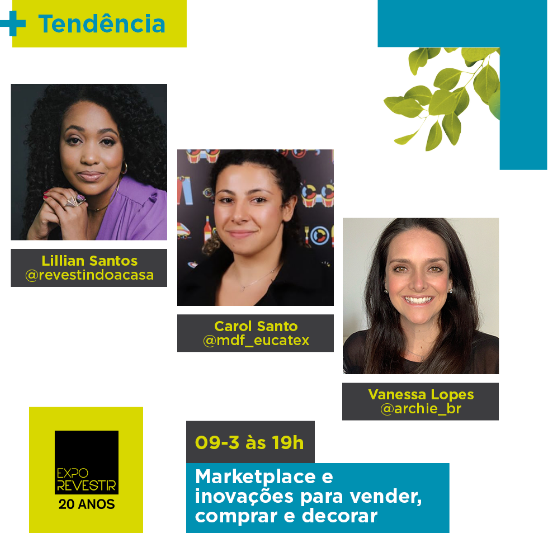 + Tendência
Lillian Santos
@revestindoacasa
Carol Santo
@mdf_eucatex
Vanessa Lopes
@archie_br
EXPO
REVESTIR
20 ANOS
09-3 às 19h
Marketplace e
inovações para vender,
comprar e decorar